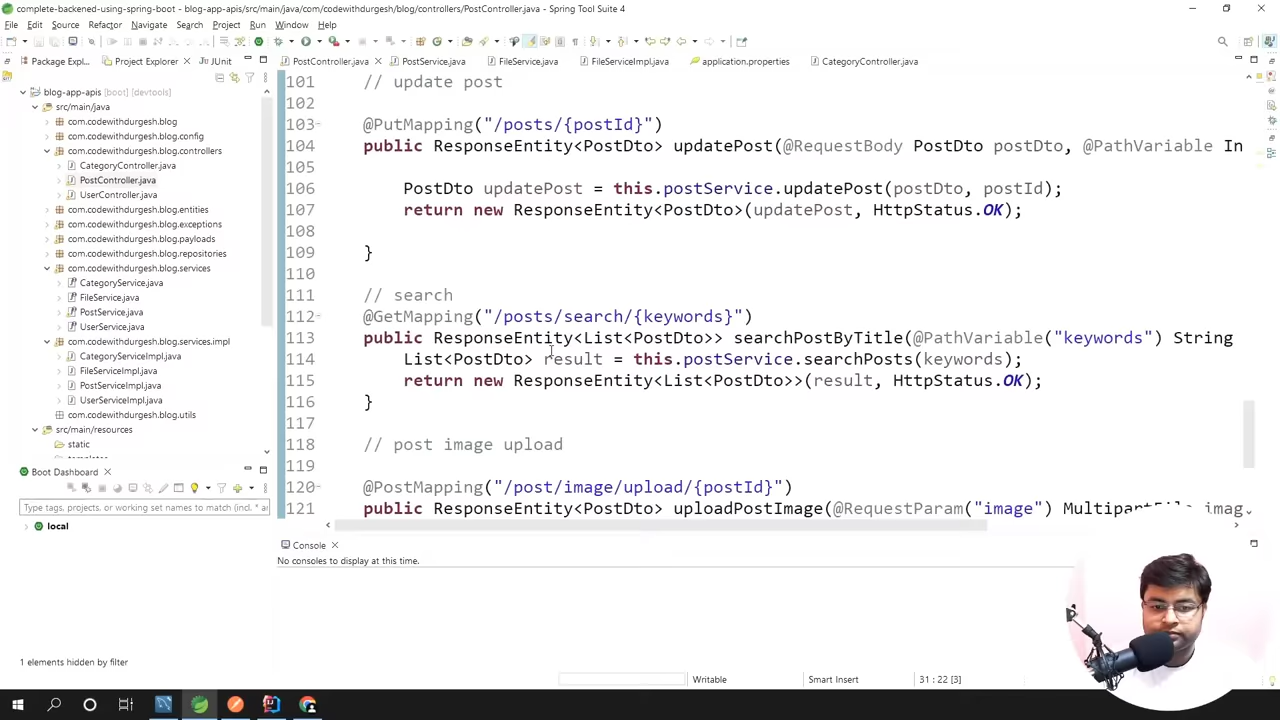 complete-backened-using-spring-boot - blog-app-apis/src/main/java/com/codewithdurgesh/blog/controllers/PostController.java - Spring Tool Suite 4
File Edit Source Refactor Navigate Search Project Run Window Help
Package Expl... Project Explorer JUnit
PostController.java PostService.java FileService.java FileServiceImpl.java application.properties CategoryController.java
blog-app-apis [boot] [devtools]
src/main/java
com.codewithdurgesh.blog
com.codewithdurgesh.blog.config
com.codewithdurgesh.blog.controllers
CategoryController.java
PostController.java
UserController.java
com.codewithdurgesh.blog.entities
com.codewithdurgesh.blog.exceptions
com.codewithdurgesh.blog.payloads
com.codewithdurgesh.blog.repositories
com.codewithdurgesh.blog.services
CategoryService.java
FileService.java
PostService.java
UserService.java
com.codewithdurgesh.blog.services.impl
CategoryServiceImpl.java
FileServiceImpl.java
PostServiceImpl.java
UserServiceImpl.java
com.codewithdurgesh.blog.utils
src/main/resources
static
Boot Dashboard
Type tags, projects, or working set names to match (incl. * a
local
1 elements hidden by filter
101 // update post
102
103 @PutMapping("/posts/{postId}")
104 public ResponseEntity<PostDto> updatePost(@RequestBody PostDto postDto, @PathVariable In
105
106 PostDto updatePost = this.postService.updatePost(postDto, postId);
107 return new ResponseEntity<PostDto>(updatePost, HttpStatus.OK);
108
109 }
110
111 // search
112 @GetMapping("/posts/search/{keywords}")
113 public ResponseEntity<List<PostDto>> searchPostByTitle(@PathVariable("keywords") String
114 List<PostDto> result = this.postService.searchPosts(keywords);
115 return new ResponseEntity<List<PostDto>>(result, HttpStatus.OK);
116 }
117
118 // post image upload
119
120 @PostMapping("/post/image/upload/{postId}")
121 public ResponseEntity<PostDto> uploadPostImage(@RequestParam("image") MultipartFile imag
Console
No consoles to display at this time.
Writable Smart Insert 31 : 22 [3]